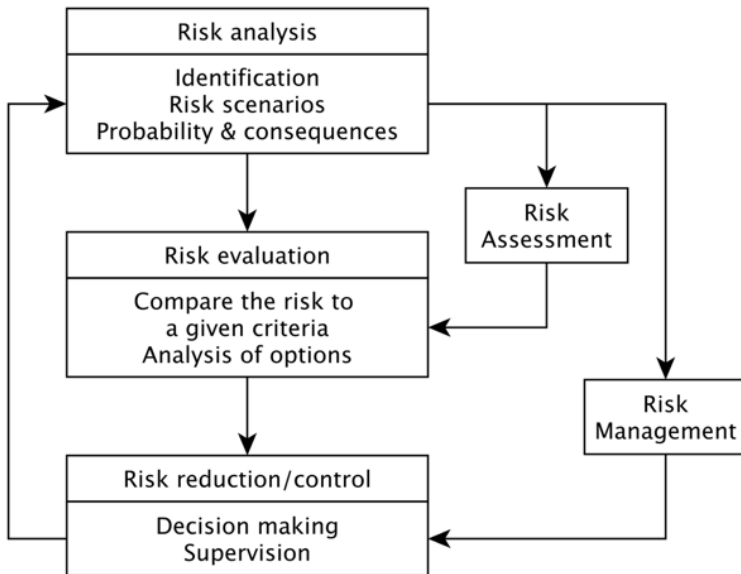 Risk analysis
Identification
Risk scenarios
Probability & consequences
Risk
Assessment
Risk evaluation
Compare the risk to
a given criteria
Analysis of options
Risk
Management
Risk reduction/control
Decision making
Supervision